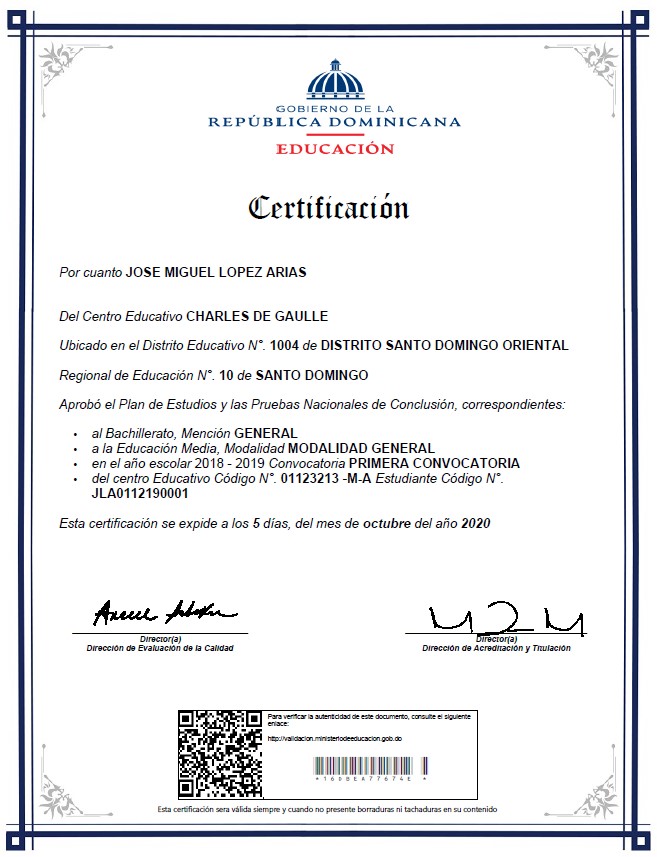 GOBIERNO DE LA
REPÚBLICA DOMINICANA
EDUCACIÓN
Certificación
Por cuanto JOSE MIGUEL LOPEZ ARIAS
Del Centro Educativo CHARLES DE GAULLE
Ubicado en el Distrito Educativo N°. 1004 de DISTRITO SANTO DOMINGO ORIENTAL
Regional de Educación N°. 10 de SANTO DOMINGO
Aprobó el Plan de Estudios y las Pruebas Nacionales de Conclusión, correspondientes:
• al Bachillerato, Mención GENERAL
• a la Educación Media, Modalidad MODALIDAD GENERAL
• en el año escolar 2018 - 2019 Convocatoria PRIMERA CONVOCATORIA
• del centro Educativo Código N°. 01123213 -M-A Estudiante Código N°.
JLA0112190001
Esta certificación se expide a los 5 días, del mes de octubre del año 2020
Director(a)
Dirección de Evaluación de la Calidad
Director(a)
Dirección de Acreditación y Titulación
Para verificar la autenticidad de este documento, consulte el siguiente
enlace:
http://validacion.ministeriodeeducacion.gob.do
*160BEA77674E *
Esta certificación sera válida siempre y cuando no presente borraduras ni tachaduras en su contenido